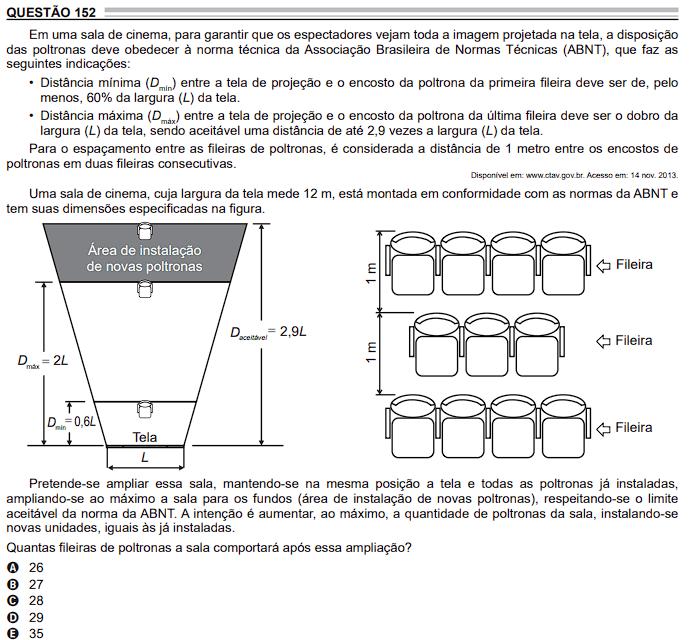 QUESTÃO 152
Em uma sala de cinema, para garantir que os espectadores vejam toda a imagem projetada na tela, a disposição
das poltronas deve obedecer à norma técnica da Associação Brasileira de Normas Técnicas (ABNT), que faz as
seguintes indicações:
• Distância mínima (Dmín) entre a tela de projeção e o encosto da poltrona da primeira fileira deve ser de, pelo
menos, 60% da largura (L) da tela.
• Distância máxima (Dmáx) entre a tela de projeção e o encosto da poltrona da última fileira deve ser o dobro da
largura (L) da tela, sendo aceitável uma distância de até 2,9 vezes a largura (L) da tela.
Para o espaçamento entre as fileiras de poltronas, é considerada a distância de 1 metro entre os encostos de
poltronas em duas fileiras consecutivas.
Disponível em: www.ctav.gov.br. Acesso em: 14 nov. 2013.
Uma sala de cinema, cuja largura da tela mede 12 m, está montada em conformidade com as normas da ABNT e
tem suas dimensões especificadas na figura.
Área de instalação
de novas poltronas
Dmáx = 2L
Daceitável = 2,9L
Dmín = 0,6L
Tela
L
1 m
Fileira
1 m
Fileira
Fileira
Pretende-se ampliar essa sala, mantendo-se na mesma posição a tela e todas as poltronas já instaladas,
ampliando-se ao máximo a sala para os fundos (área de instalação de novas poltronas), respeitando-se o limite
aceitável da norma da ABNT. A intenção é aumentar, ao máximo, a quantidade de poltronas da sala, instalando-se
novas unidades, iguais às já instaladas.
Quantas fileiras de poltronas a sala comportará após essa ampliação?
A 26
B 27
C 28
D 29
E 35